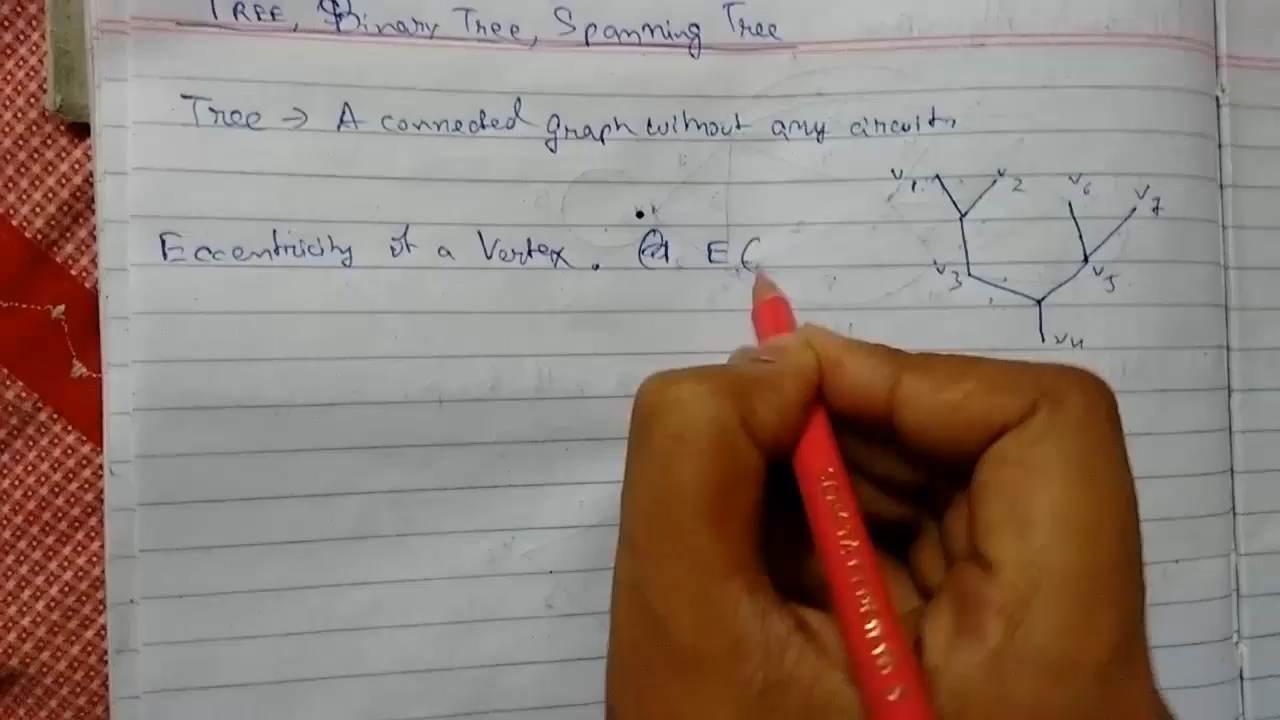 TREE, Binary Tree, Spanning Tree
Tree → A connected graph without any circuit.
v1 v2 v6 v7
Eccentricity of a Vertex. E(
v3 v5
v4